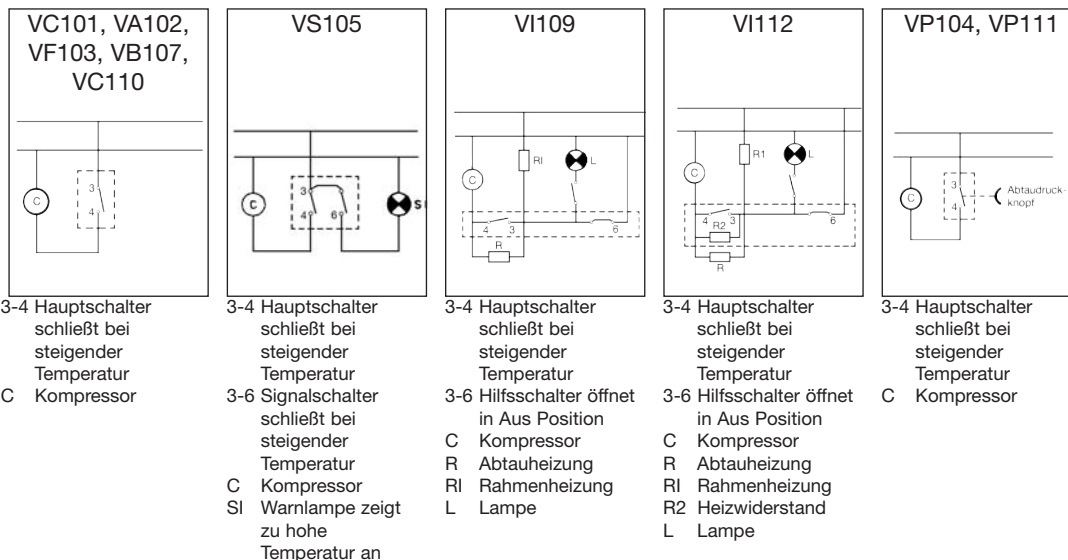 VC101, VA102,
VF103, VB107,
VC110
C
3
4
3-4 Hauptschalter
schließt bei
steigender
Temperatur
C Kompressor
VS105
C
3
4
6
S
3-4 Hauptschalter
schließt bei
steigender
Temperatur
3-6 Signalschalter
schließt bei
steigender
Temperatur
C Kompressor
SI Warnlampe zeigt
zu hohe
Temperatur an
VI109
RI
L
C
4 3
6
R
3-4 Hauptschalter
schließt bei
steigender
Temperatur
3-6 Hilfsschalter öffnet
in Aus Position
C Kompressor
R Abtauheizung
RI Rahmenheizung
L Lampe
VI112
R1
L
C
4 3
6
R2
R
3-4 Hauptschalter
schließt bei
steigender
Temperatur
3-6 Hilfsschalter öffnet
in Aus Position
C Kompressor
R Abtauheizung
RI Rahmenheizung
R2 Heizwiderstand
L Lampe
VP104, VP111
C
3
4
Abtaudruck-
knopf
3-4 Hauptschalter
schließt bei
steigender
Temperatur
C Kompressor